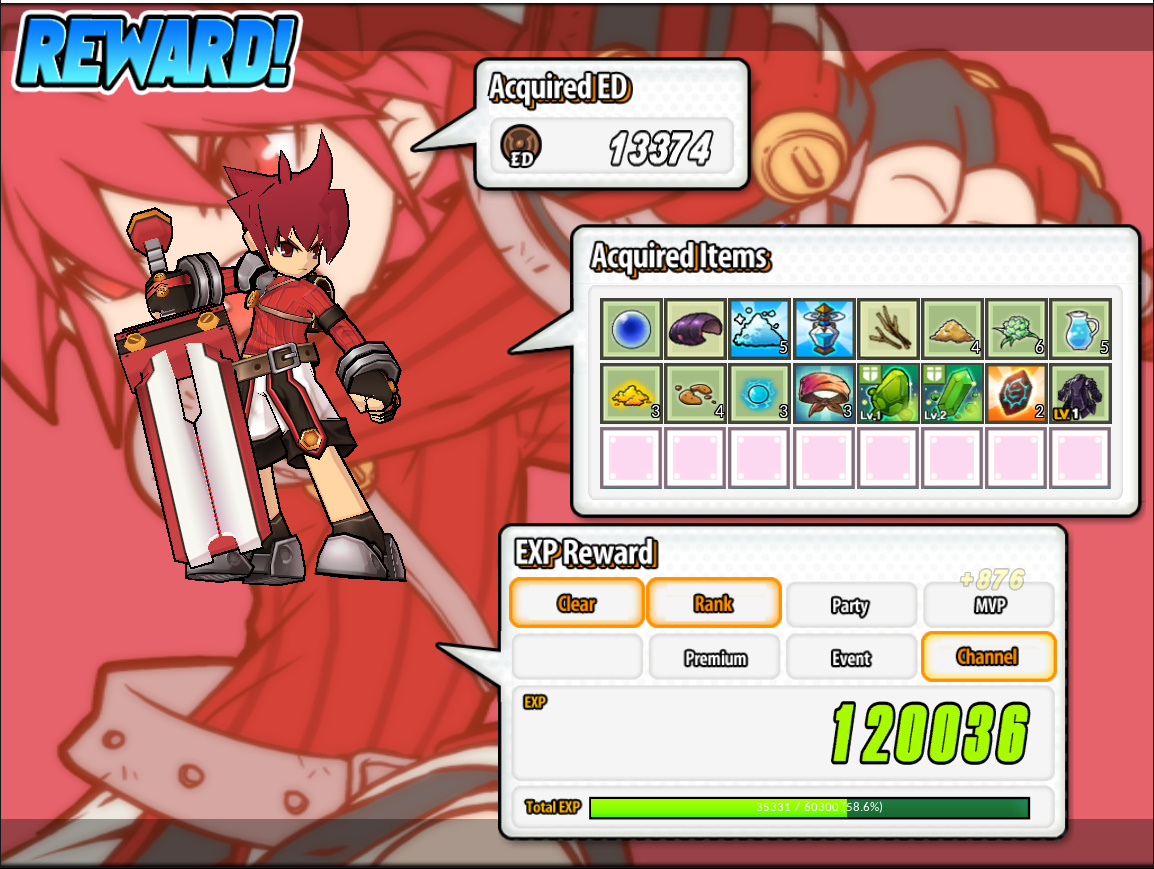 REWARD!
Acquired ED
ED
13374
Acquired Items
5
4
6
5
3
4
3
3
Lv.1
Lv.2
2
LV.1
EXP Reward
+876
Clear
Rank
Party
MVP
Premium
Event
Channel
EXP
120036
Total EXP
35331 / 60300 (58.6%)